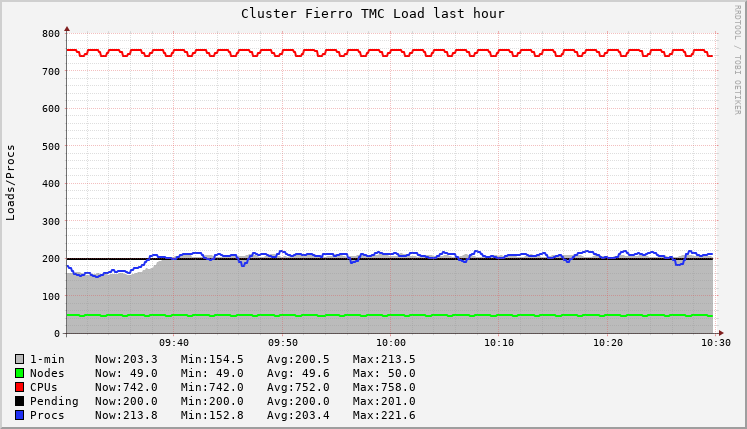 Cluster Fierro TMC Load last hour
RRDTOOL / TOBI OETIKER
Loads/Procs
800
700
600
500
400
300
200
100
0
09:40 09:50 10:00 10:10 10:20 10:30
1-min Now:203.3 Min:154.5 Avg:200.5 Max:213.5
Nodes Now: 49.0 Min: 49.0 Avg: 49.6 Max: 50.0
CPUs Now:742.0 Min:742.0 Avg:752.0 Max:758.0
Pending Now:200.0 Min:200.0 Avg:200.0 Max:201.0
Procs Now:213.8 Min:152.8 Avg:203.4 Max:221.6